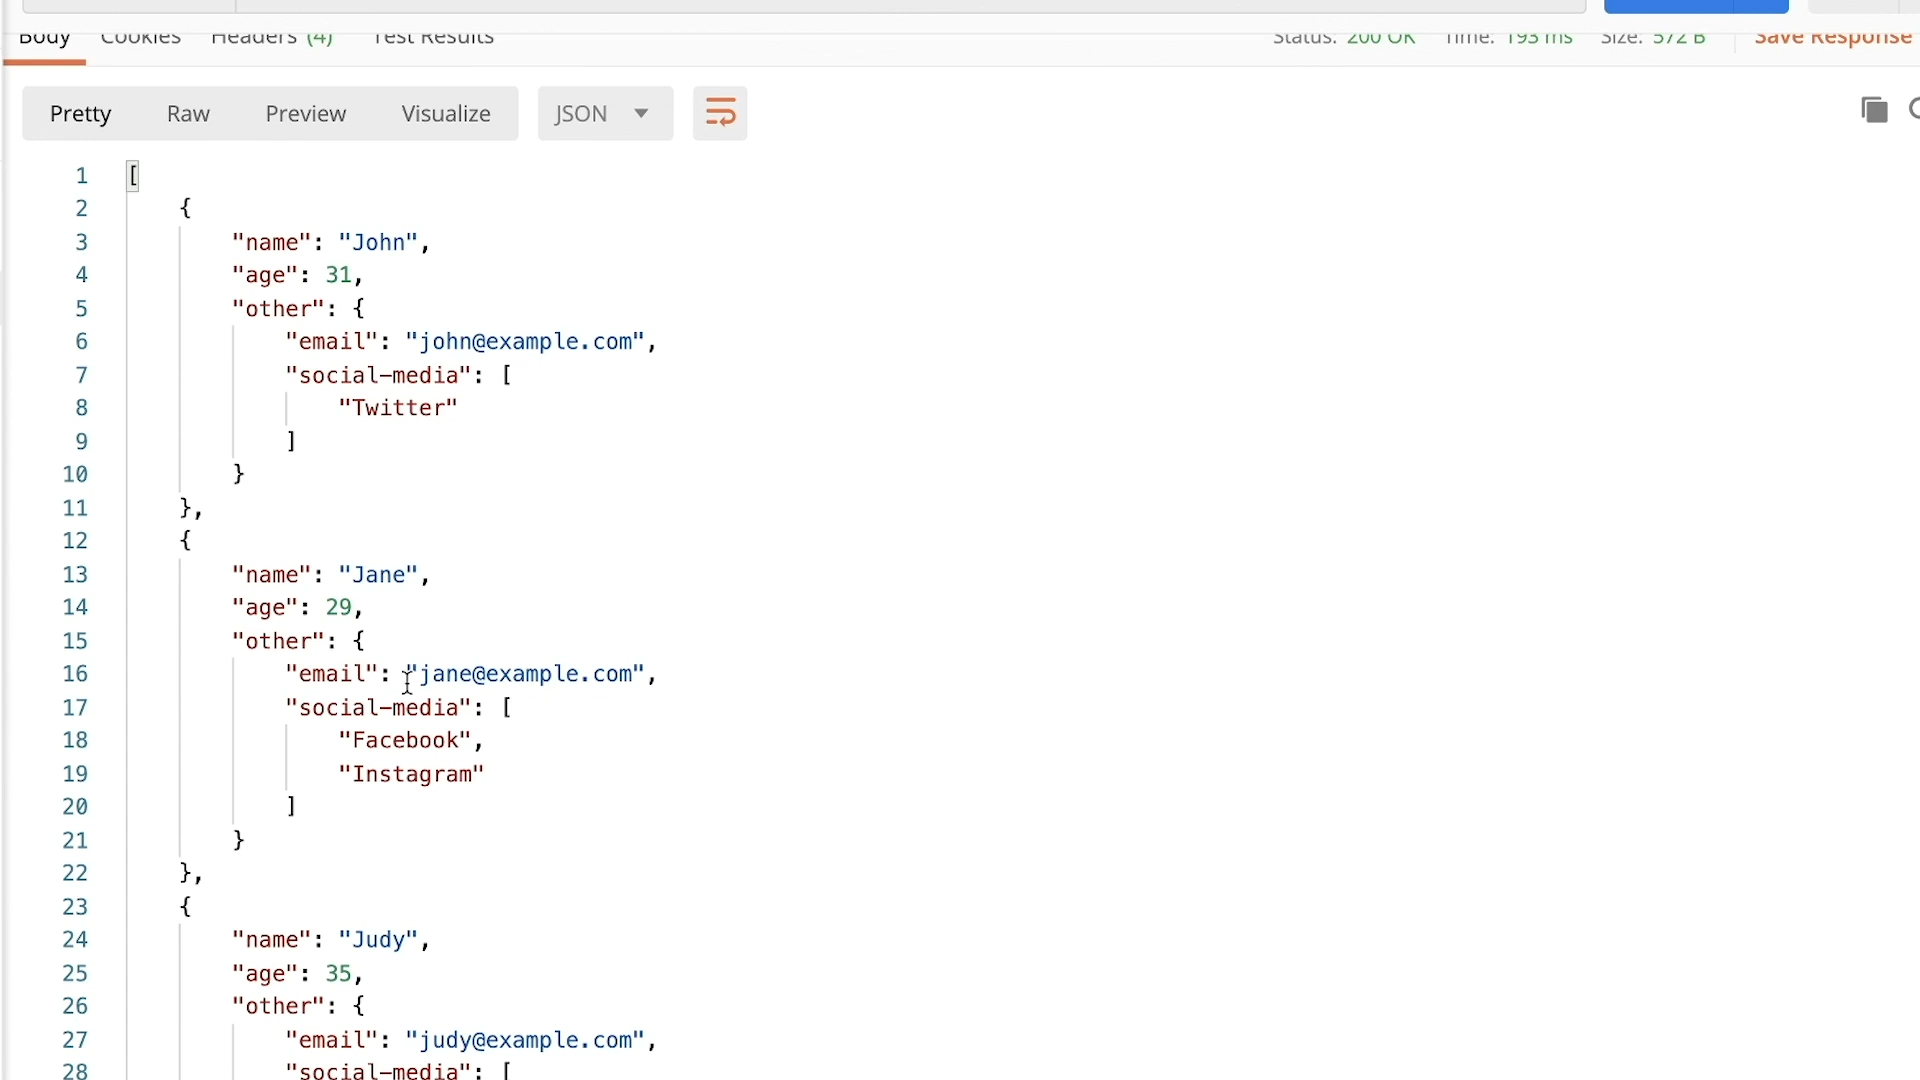 Body Cookies Headers (4) Test Results Status: 200 OK Time: 193 ms Size: 572 B Save Response
Pretty Raw Preview Visualize JSON
1 [
2 {
3 "name": "John",
4 "age": 31,
5 "other": {
6 "email": "john@example.com",
7 "social-media": [
8 "Twitter"
9 ]
10 }
11 },
12 {
13 "name": "Jane",
14 "age": 29,
15 "other": {
16 "email": "jane@example.com",
17 "social-media": [
18 "Facebook",
19 "Instagram"
20 ]
21 }
22 },
23 {
24 "name": "Judy",
25 "age": 35,
26 "other": {
27 "email": "judy@example.com",
28 "social-media": [